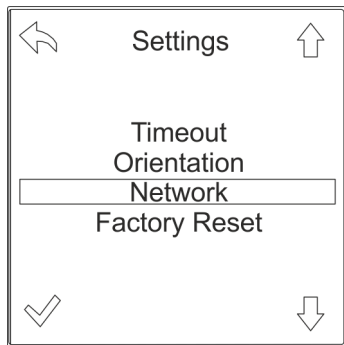 Settings
Timeout
Orientation
Network
Factory Reset